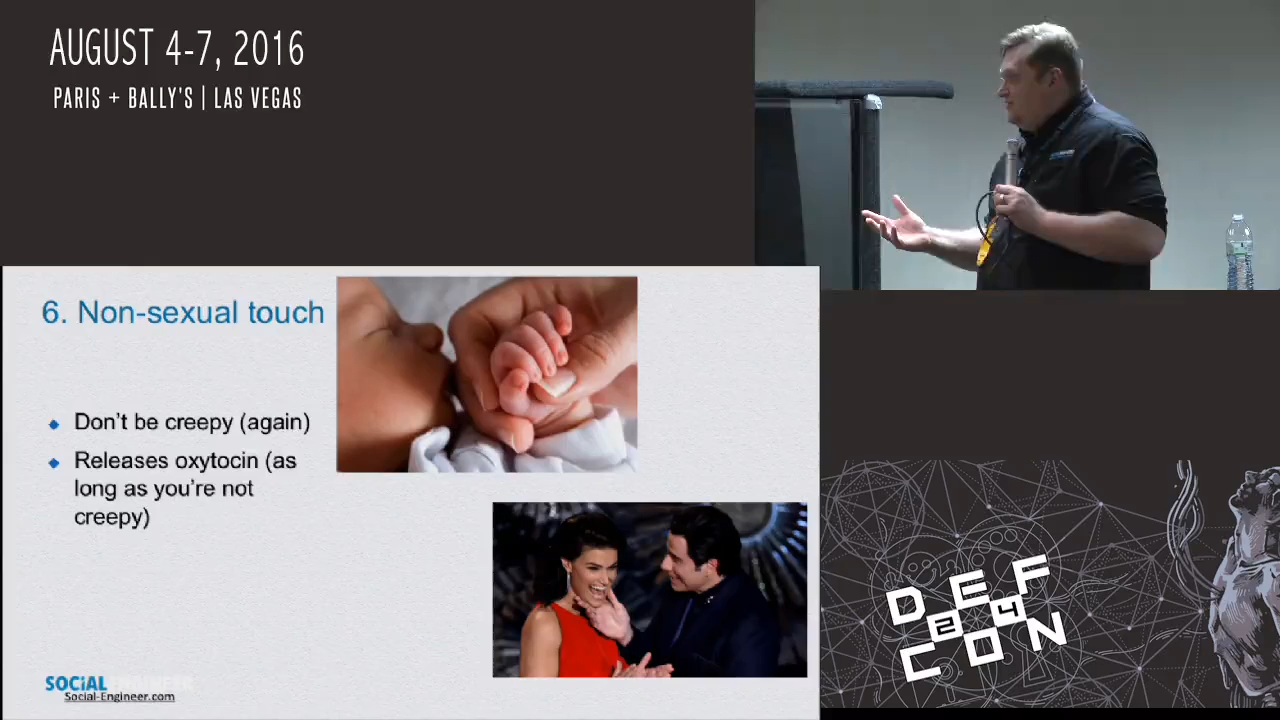 AUGUST 4-7, 2016
PARIS + BALLY'S | LAS VEGAS
6. Non-sexual touch
Don't be creepy (again)
Releases oxytocin (as
long as you're not
creepy)
SOCIAL ENGINEER
Social-Engineer.com
DEF
24
CON